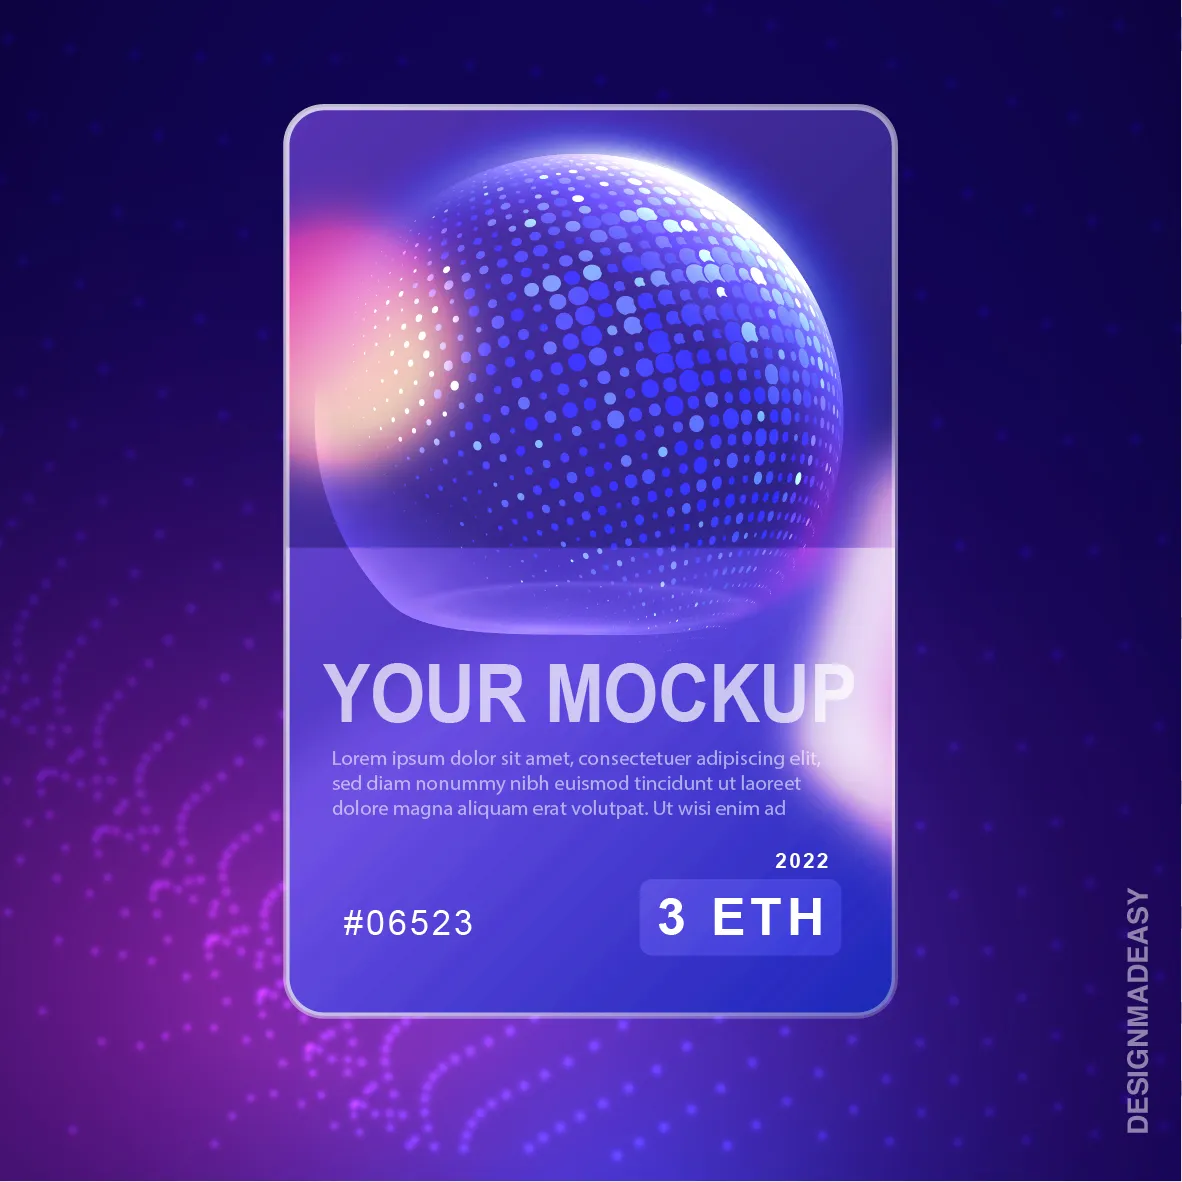 YOUR MOCKUP
Lorem ipsum dolor sit amet, consectetuer adipiscing elit,
sed diam nonummy nibh euismod tincidunt ut laoreet
dolore magna aliquam erat volutpat. Ut wisi enim ad
2022
#06523
3 ETH
DESIGNMADEASY